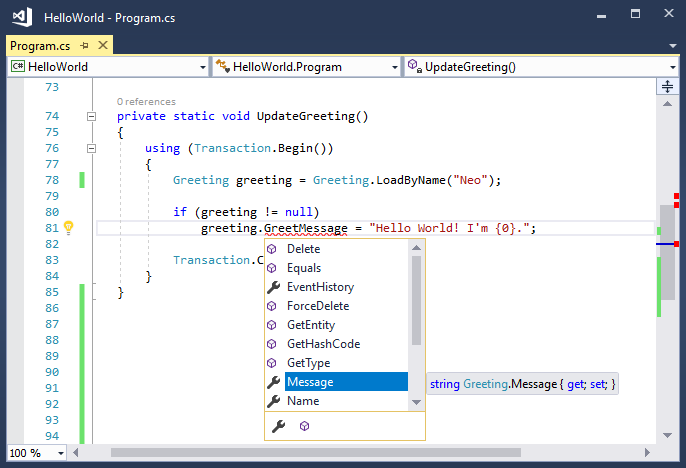 HelloWorld - Program.cs
Program.cs
C# HelloWorld HelloWorld.Program UpdateGreeting()
73
0 references
74 private static void UpdateGreeting()
75 {
76 using (Transaction.Begin())
77 {
78 Greeting greeting = Greeting.LoadByName("Neo");
79
80 if (greeting != null)
81 greeting.GreetMessage = "Hello World! I'm {0}.";
82 Delete
83 Transaction.C
Equals
84 }
EventHistory
85 }
ForceDelete
86
87 GetEntity
88 GetHashCode
89 GetType
90 Message string Greeting.Message { get; set; }
91 Name
92
93
94
100 %